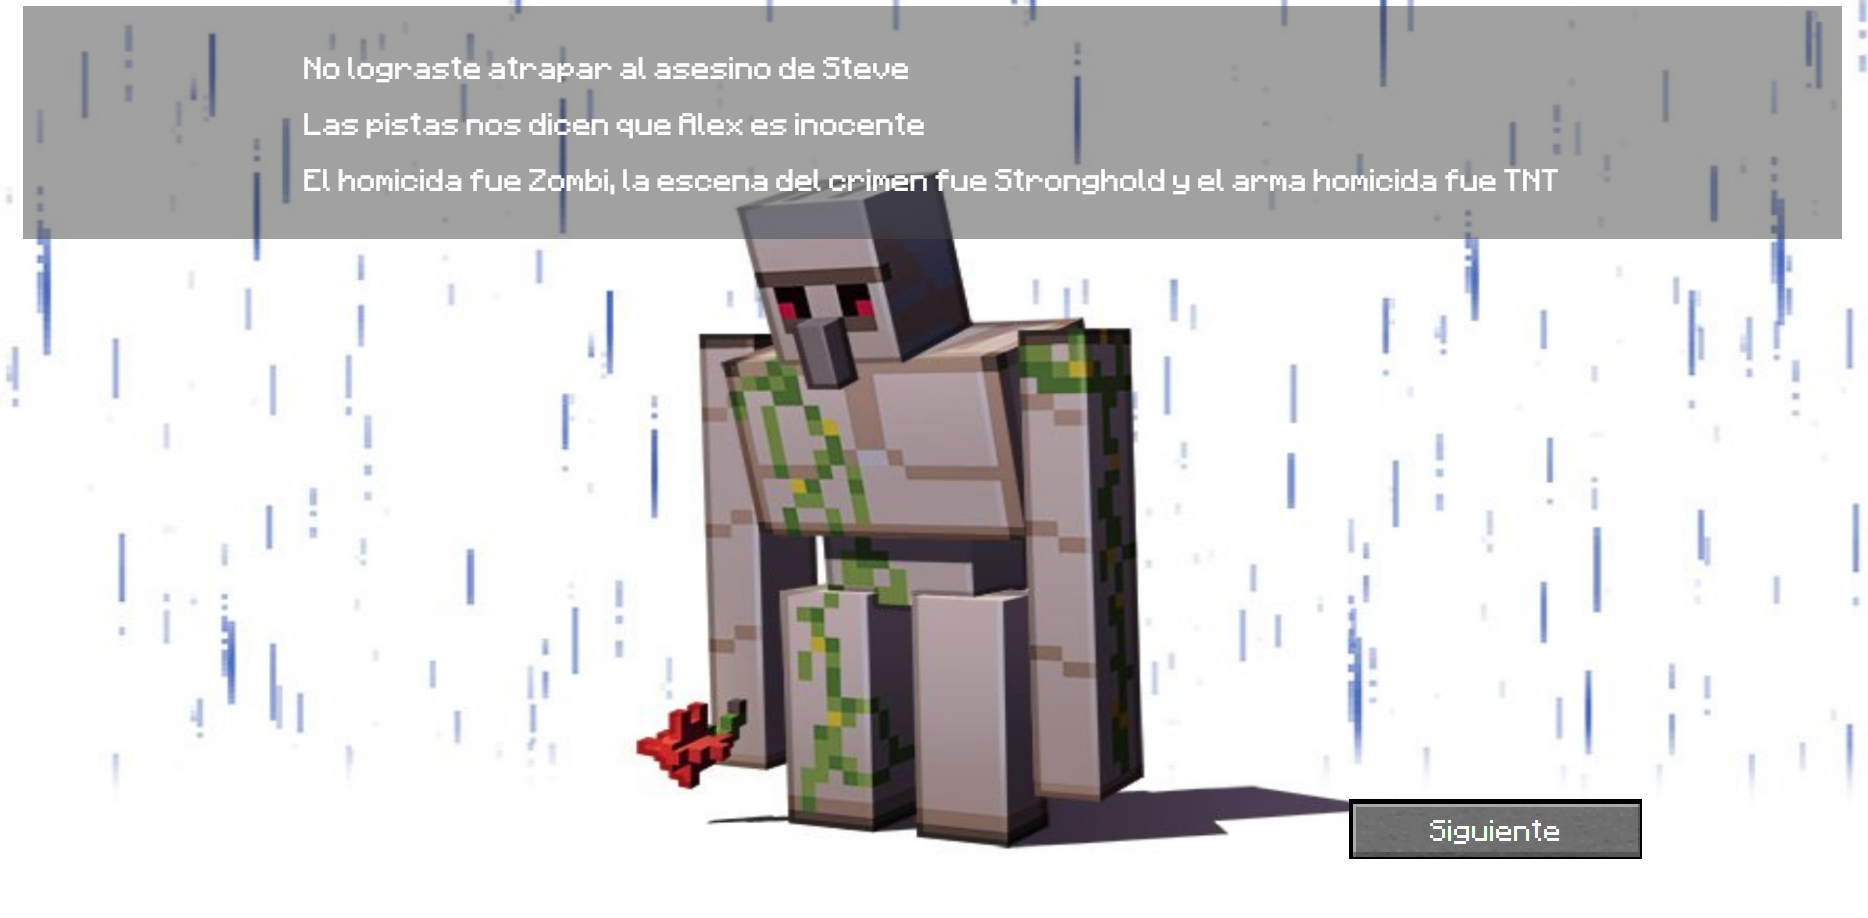 No lograste atrapar al asesino de Steve
Las pistas nos dicen que Alex es inocente
El homicida fue Zombi, la escena del crimen fue Stronghold y el arma homicida fue TNT
Siguiente